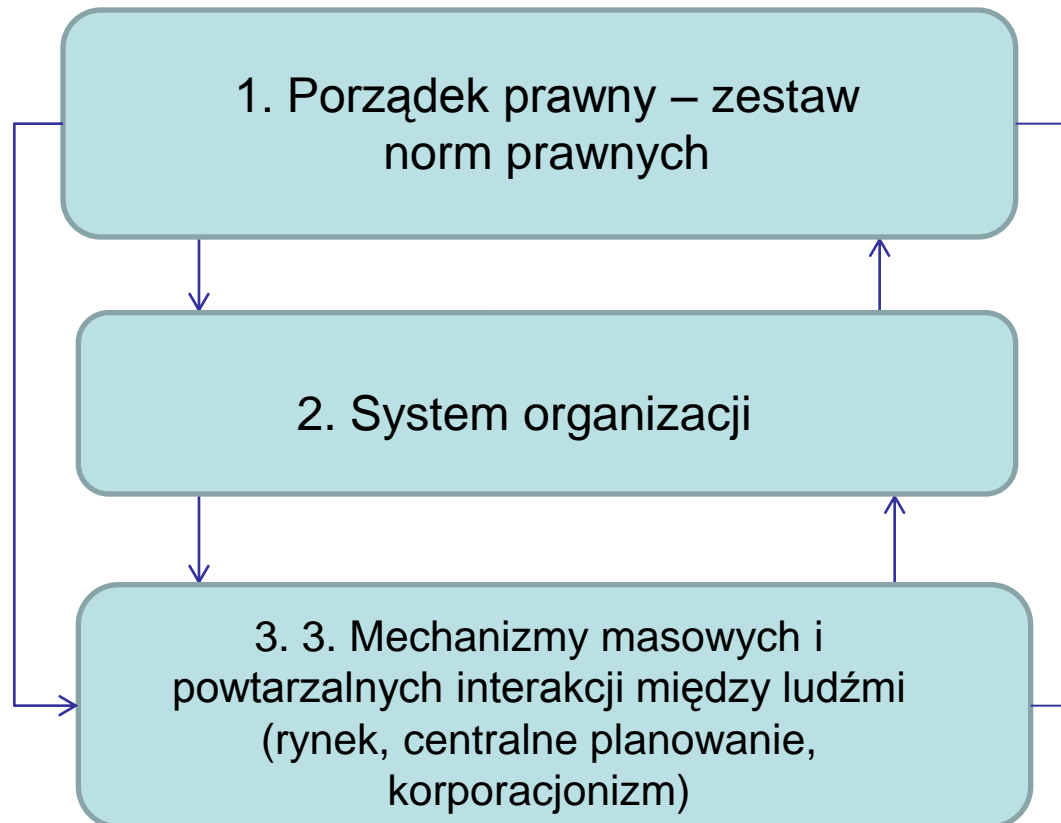 1. Porządek prawny – zestaw
norm prawnych
2. System organizacji
3. 3. Mechanizmy masowych i
powtarzalnych interakcji między ludźmi
(rynek, centralne planowanie,
korporacjonizm)